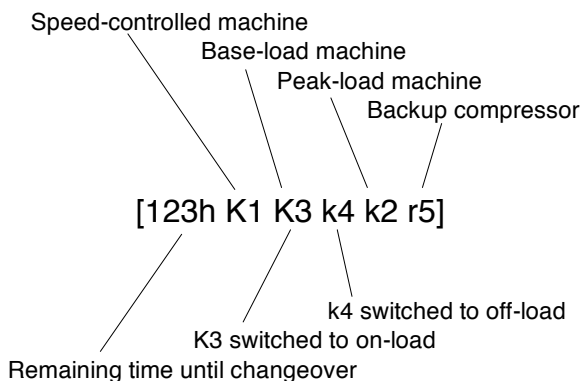 Speed-controlled machine
Base-load machine
Peak-load machine
Backup compressor
[123h K1 K3 k4 k2 r5]
k4 switched to off-load
K3 switched to on-load
Remaining time until changeover